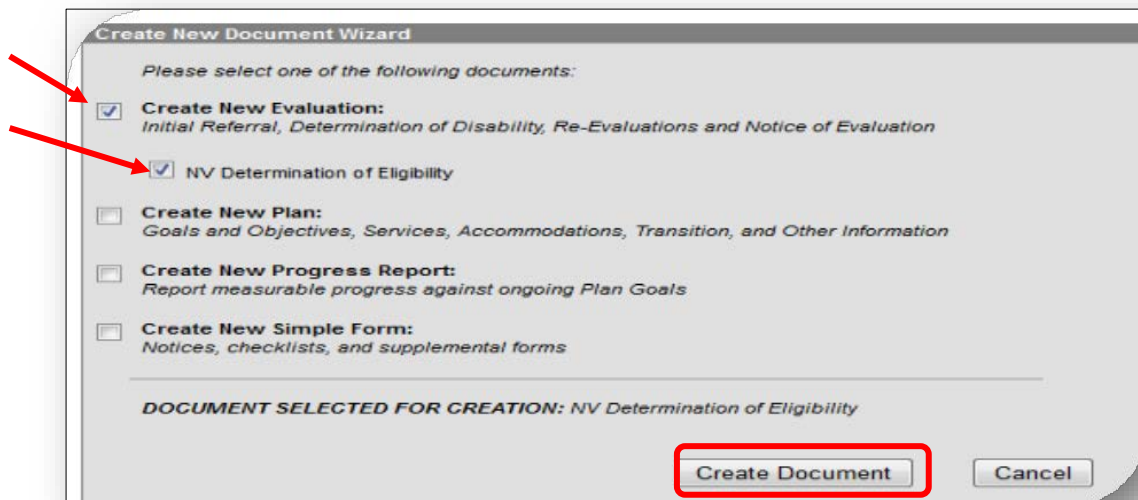 Create New Document Wizard
Please select one of the following documents:
Create New Evaluation:
Initial Referral, Determination of Disability, Re-Evaluations and Notice of Evaluation
NV Determination of Eligibility
Create New Plan:
Goals and Objectives, Services, Accommodations, Transition, and Other Information
Create New Progress Report:
Report measurable progress against ongoing Plan Goals
Create New Simple Form:
Notices, checklists, and supplemental forms
DOCUMENT SELECTED FOR CREATION: NV Determination of Eligibility
Create Document Cancel